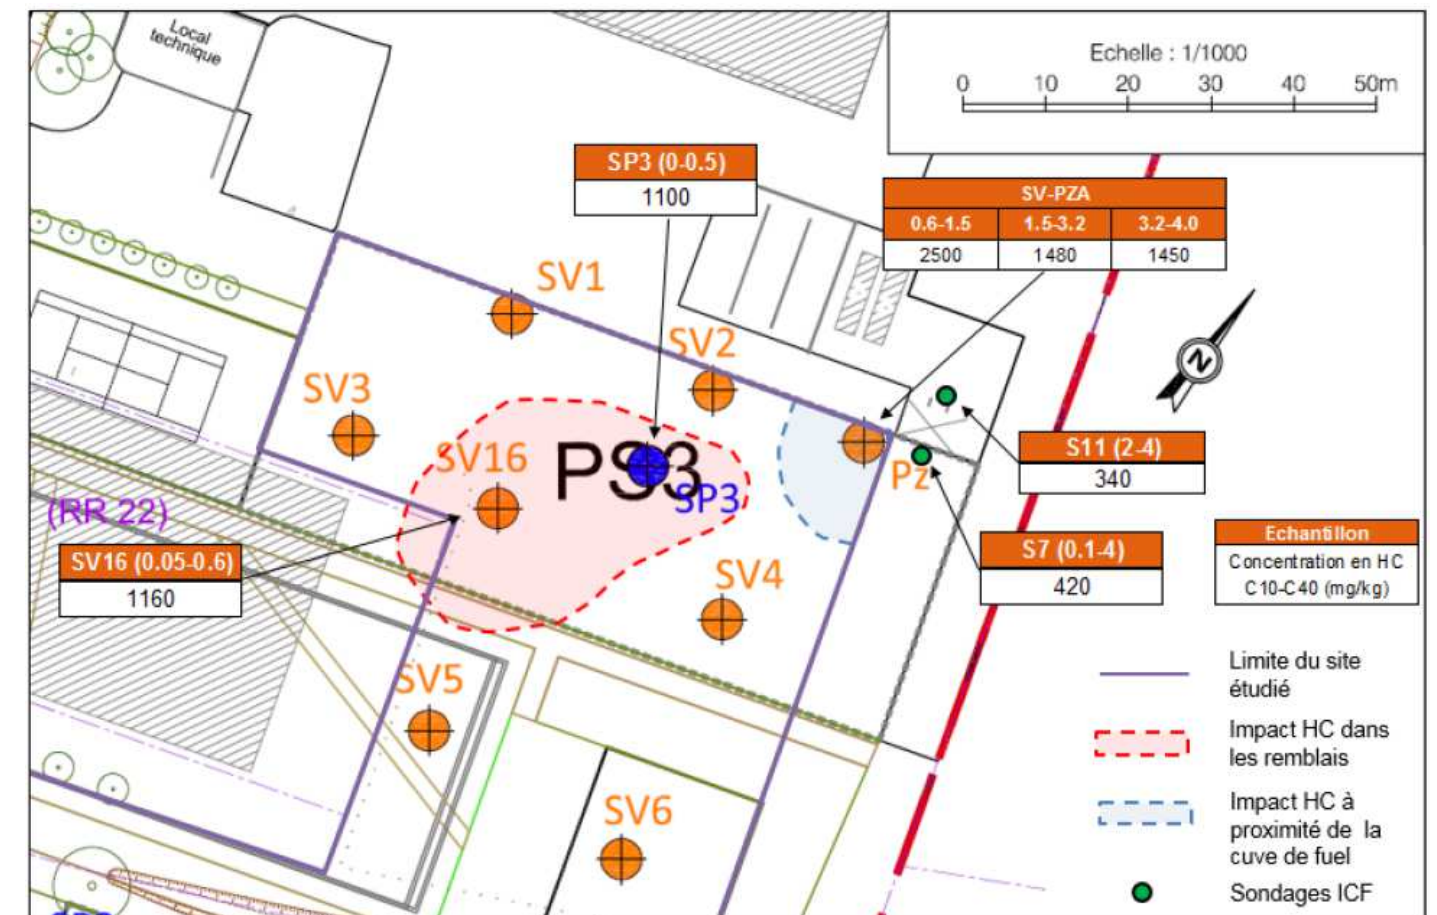 Local
technique
Echelle : 1/1000
0 10 20 30 40 50m
SP3 (0-0.5)
1100
SV-PZA
0.6-1.5 1.5-3.2 3.2-4.0
2500 1480 1450
SV1
SV2
SV3
SV16
PS3
SP3
Pz
N
S11 (2-4)
340
(RR 22)
SV16 (0.05-0.6)
1160
SV4
S7 (0.1-4)
420
Echantillon
Concentration en HC
C10-C40 (mg/kg)
SV5
SV6
Limite du site
étudié
Impact HC dans
les remblais
Impact HC à
proximité de la
cuve de fuel
Sondages ICF